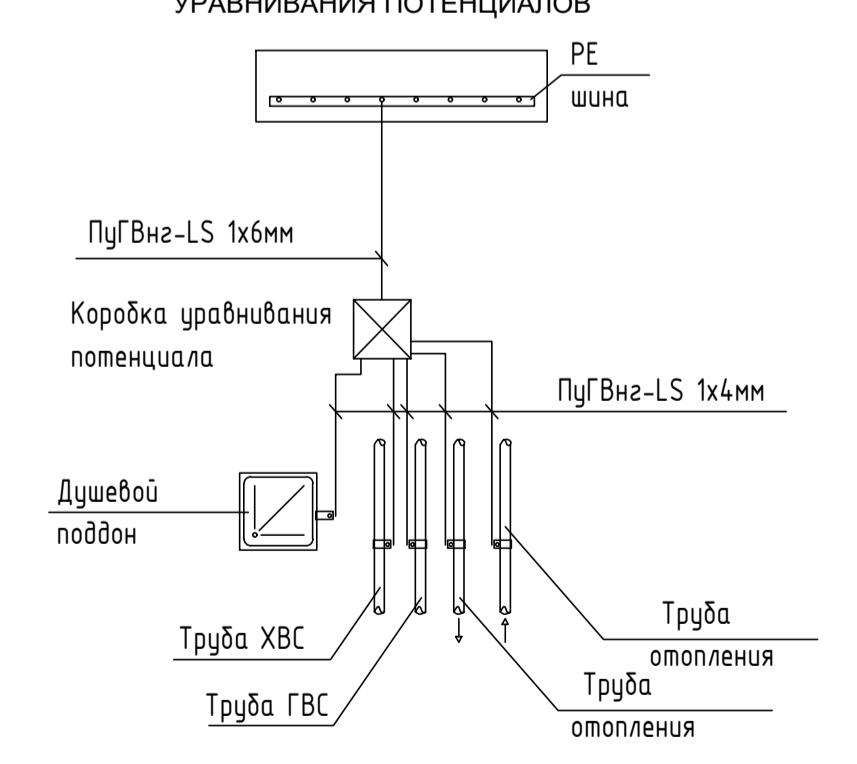 УРАВНИВАНИЯ ПОТЕНЦИАЛОВ
PE
шина
ПуГВнг-LS 1х6мм
Коробка уравнивания
потенциала
ПуГВнг-LS 1х4мм
Душевой
поддон
Труба ХВС
Труба ГВС
Труба
отопления
Труба
отопления